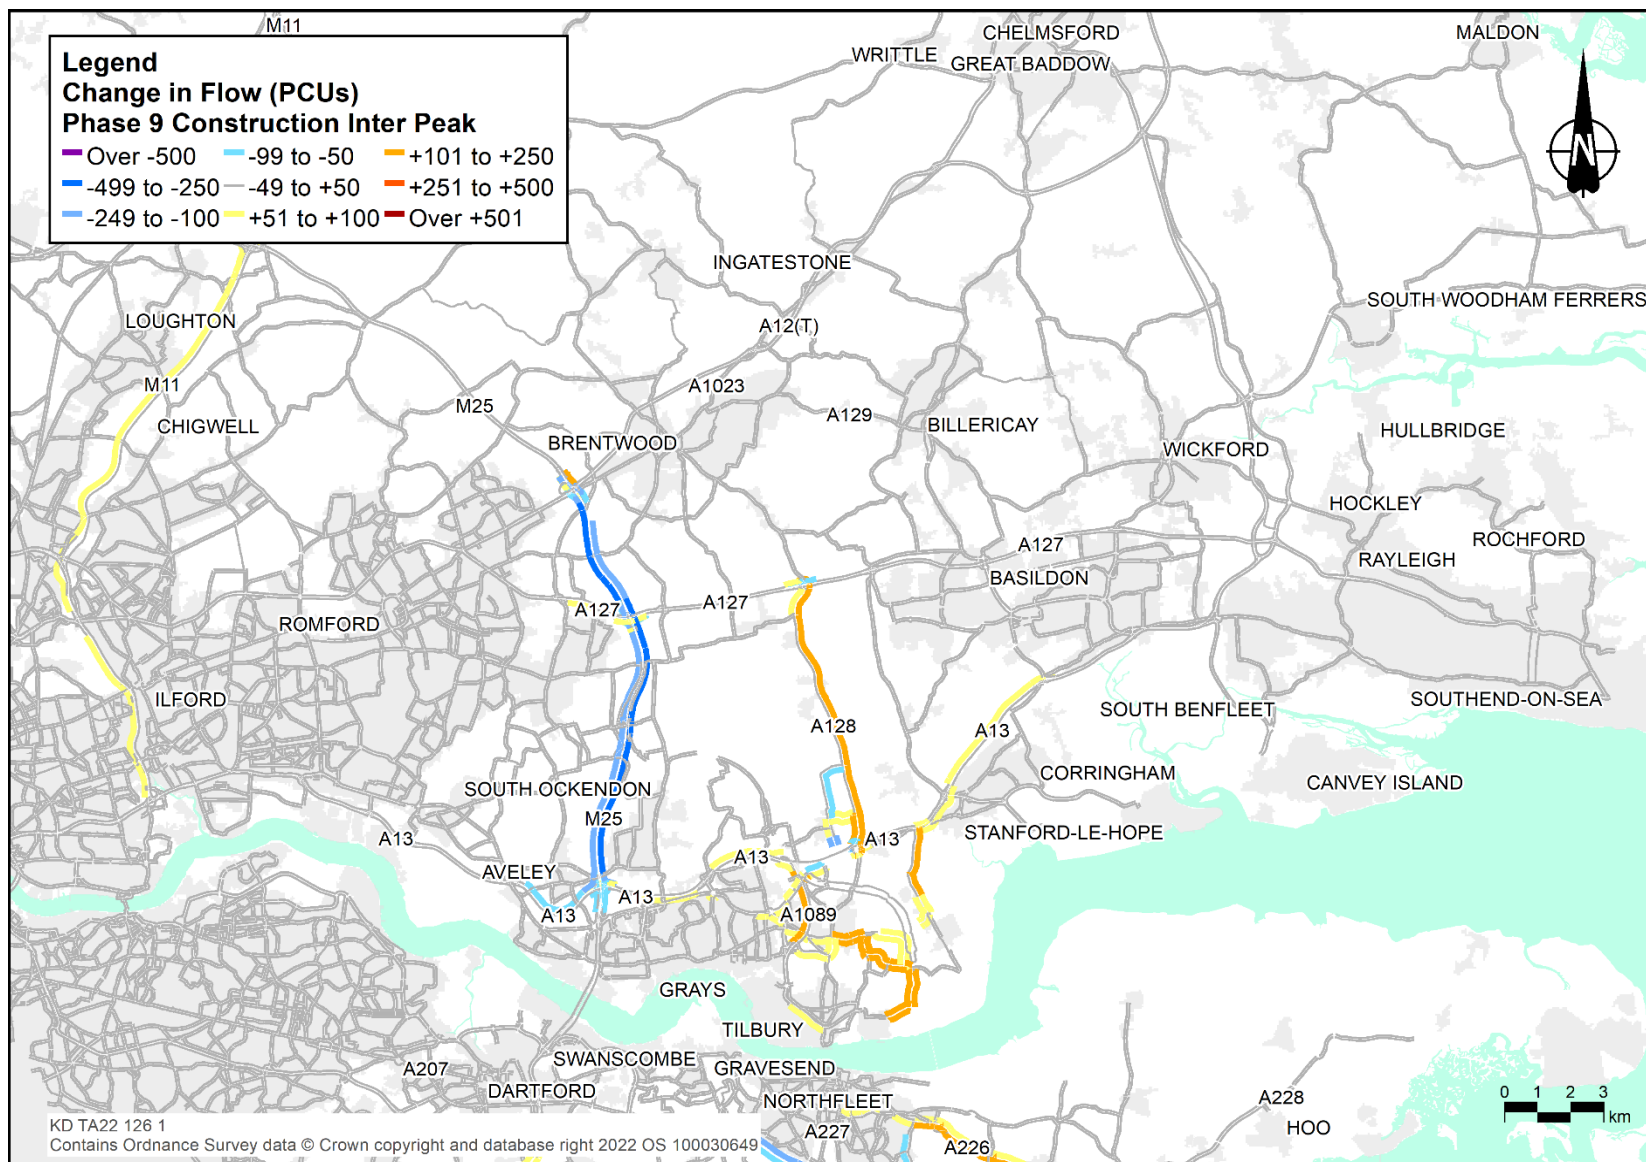 M11
CHELMSFORD
MALDON
WRITTLE
GREAT BADDOW
Legend
Change in Flow (PCUs)
Phase 9 Construction Inter Peak
Over -500
-99 to -50
+101 to +250
-499 to -250
-49 to +50
+251 to +500
-249 to -100
+51 to +100
Over +501
N
INGATESTONE
SOUTH WOODHAM FERRERS
LOUGHTON
A12(T)
M11
A1023
M25
A129
CHIGWELL
BILLERICAY
HULLBRIDGE
BRENTWOOD
WICKFORD
HOCKLEY
ROCHFORD
A127
RAYLEIGH
BASILDON
A127
A127
ROMFORD
ILFORD
SOUTHEND-ON-SEA
SOUTH BENFLEET
A128
A13
CORRINGHAM
CANVEY ISLAND
SOUTH OCKENDON
M25
STANFORD-LE-HOPE
A13
A13
A13
AVELEY
A13
A13
A1089
GRAYS
TILBURY
SWANSCOMBE
A207
GRAVESEND
DARTFORD
NORTHFLEET
A228
0 1 2 3
km
KD TA22 126 1
A227
HOO
Contains Ordnance Survey data © Crown copyright and database right 2022 OS 100030649
A226